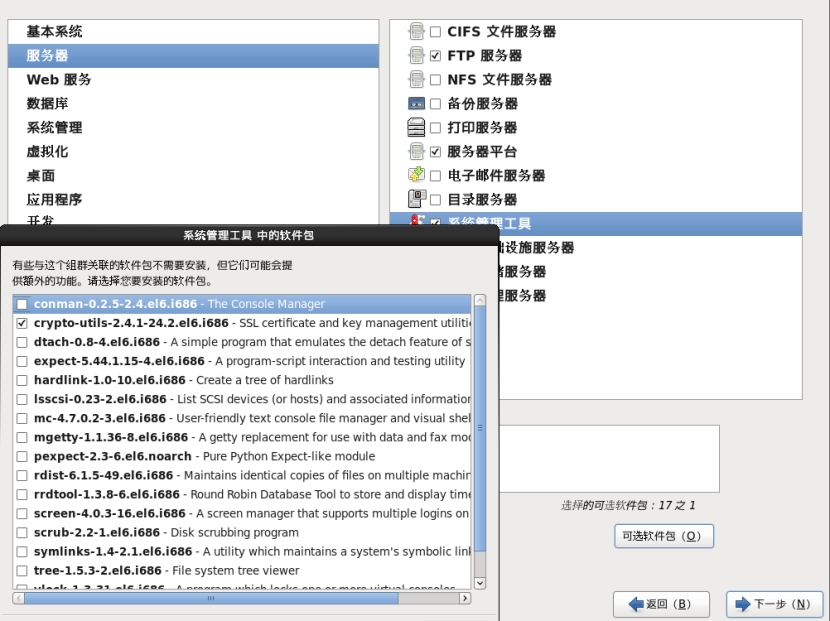 基本系统
服务器
Web 服务
数据库
系统管理
虚拟化
桌面
应用程序
开发
CIFS 文件服务器
FTP 服务器
NFS 文件服务器
备份服务器
打印服务器
服务器平台
电子邮件服务器
目录服务器
系统管理工具
设施服务器
服务器
服务器
系统管理工具 中的软件包
有些与这个组群关联的软件包不需要安装，但它们可能会提
供额外的功能。请选择您要安装的软件包。
conman-0.2.5-2.4.el6.i686 - The Console Manager
crypto-utils-2.4.1-24.2.el6.i686 - SSL certificate and key management utiliti
dtach-0.8-4.el6.i686 - A simple program that emulates the detach feature of s
expect-5.44.1.15-4.el6.i686 - A program-script interaction and testing utility
hardlink-1.0-10.el6.i686 - Create a tree of hardlinks
lsscsi-0.23-2.el6.i686 - List SCSI devices (or hosts) and associated information
mc-4.7.0.2-3.el6.i686 - User-friendly text console file manager and visual shel
mgetty-1.1.36-8.el6.i686 - A getty replacement for use with data and fax mod
pexpect-2.3-6.el6.noarch - Pure Python Expect-like module
rdist-6.1.5-49.el6.i686 - Maintains identical copies of files on multiple machin
rrdtool-1.3.8-6.el6.i686 - Round Robin Database Tool to store and display time
screen-4.0.3-16.el6.i686 - A screen manager that supports multiple logins on
scrub-2.2-1.el6.i686 - Disk scrubbing program
symlinks-1.4-2.1.el6.i686 - A utility which maintains a system's symbolic link
tree-1.5.3-2.el6.i686 - File system tree viewer
vlock-1.3-31.el6.i686 - A program which locks one or more virtual consoles
选择的可选软件包：17 之 1
可选软件包（O）
返回（B）
下一步（N）